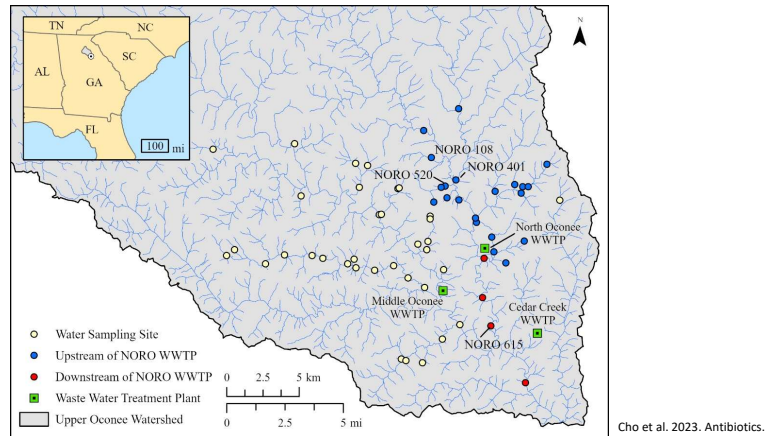 TN
NC
AL
GA
SC
FL
100 mi
N
NORO 108
NORO 401
NORO 520
North Oconee
WWTP
Middle Oconee
WWTP
Cedar Creek
WWTP
NORO 615
Water Sampling Site
Upstream of NORO WWTP
Downstream of NORO WWTP
Waste Water Treatment Plant
Upper Oconee Watershed
0 2.5 5 km
0 2.5 5 mi
Cho et al. 2023. Antibiotics.